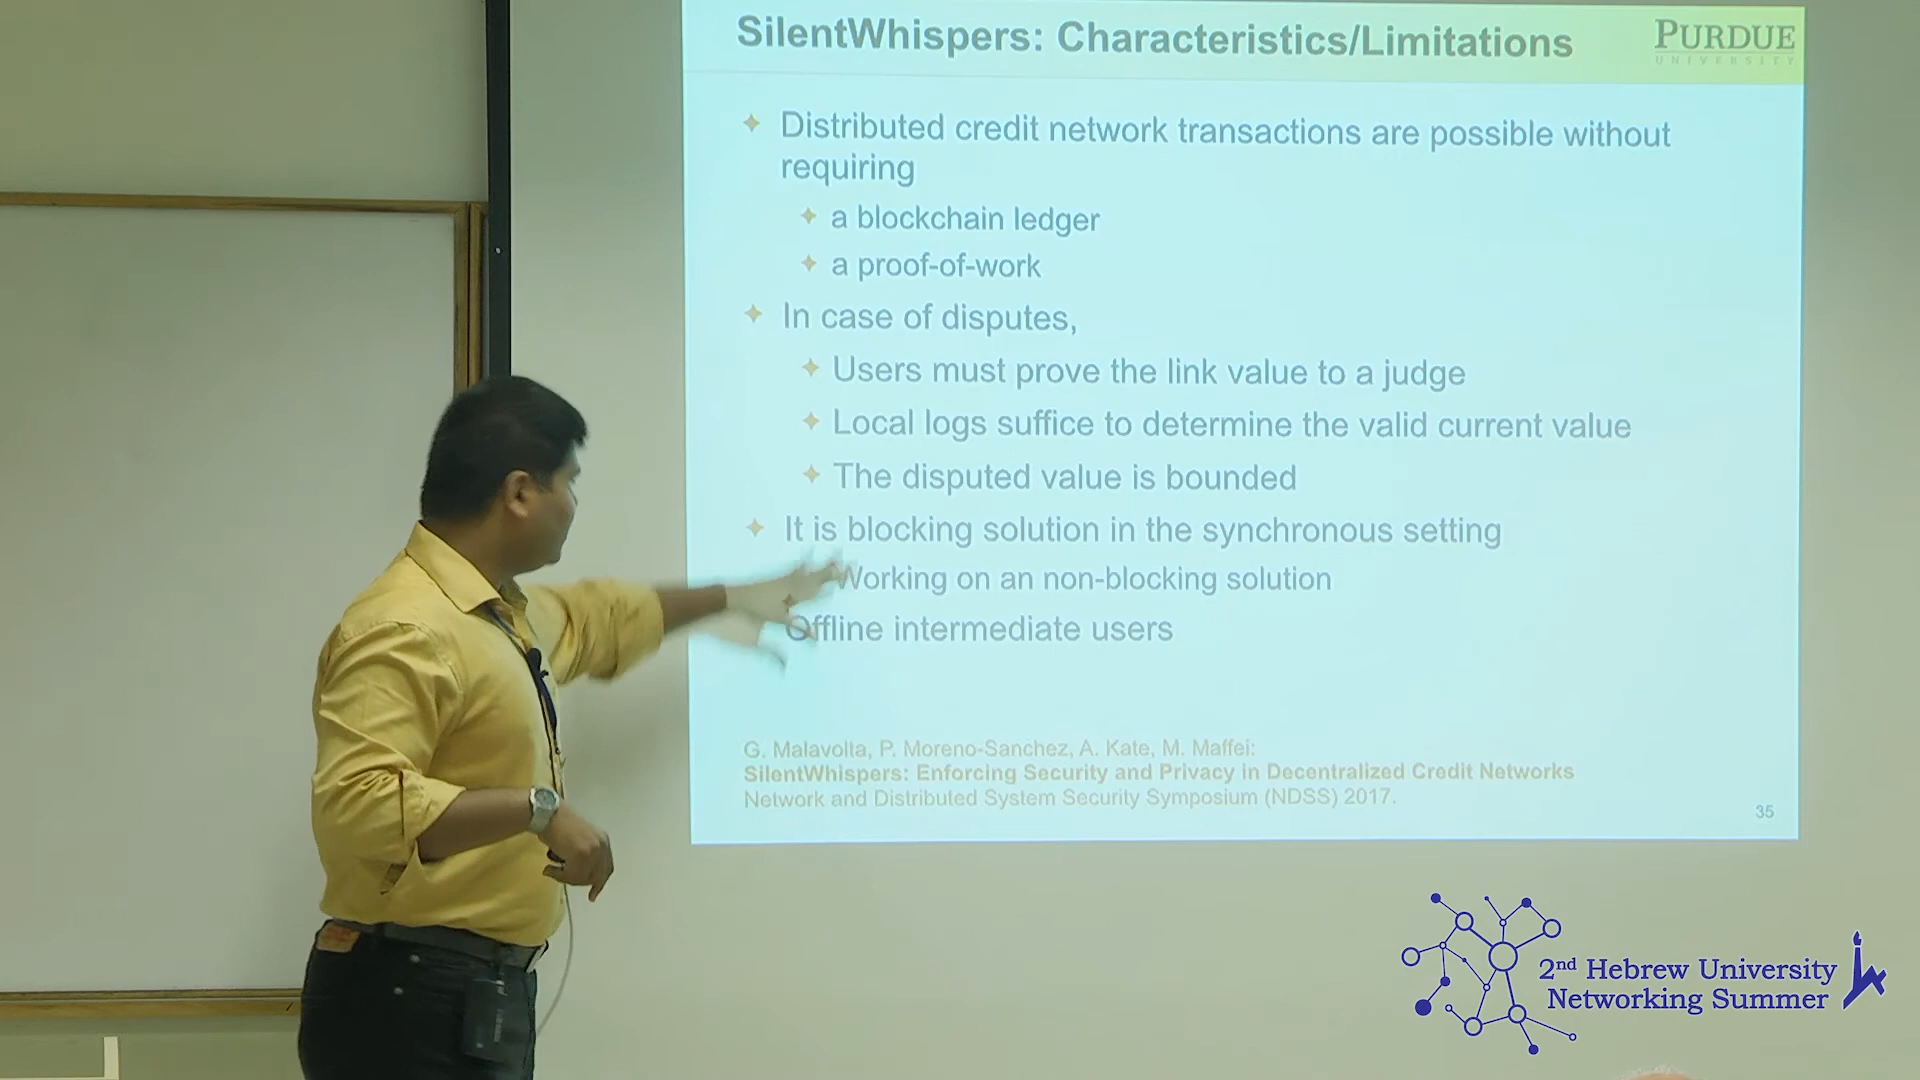 SilentWhispers: Characteristics/Limitations
PURDUE
UNIVERSITY
Distributed credit network transactions are possible without
requiring
a blockchain ledger
a proof-of-work
In case of disputes,
Users must prove the link value to a judge
Local logs suffice to determine the valid current value
The disputed value is bounded
It is blocking solution in the synchronous setting
Working on an non-blocking solution
Offline intermediate users
G. Malavolta, P. Moreno-Sanchez, A. Kate, M. Maffei:
SilentWhispers: Enforcing Security and Privacy in Decentralized Credit Networks
Network and Distributed System Security Symposium (NDSS) 2017.
35
2nd Hebrew University
Networking Summer